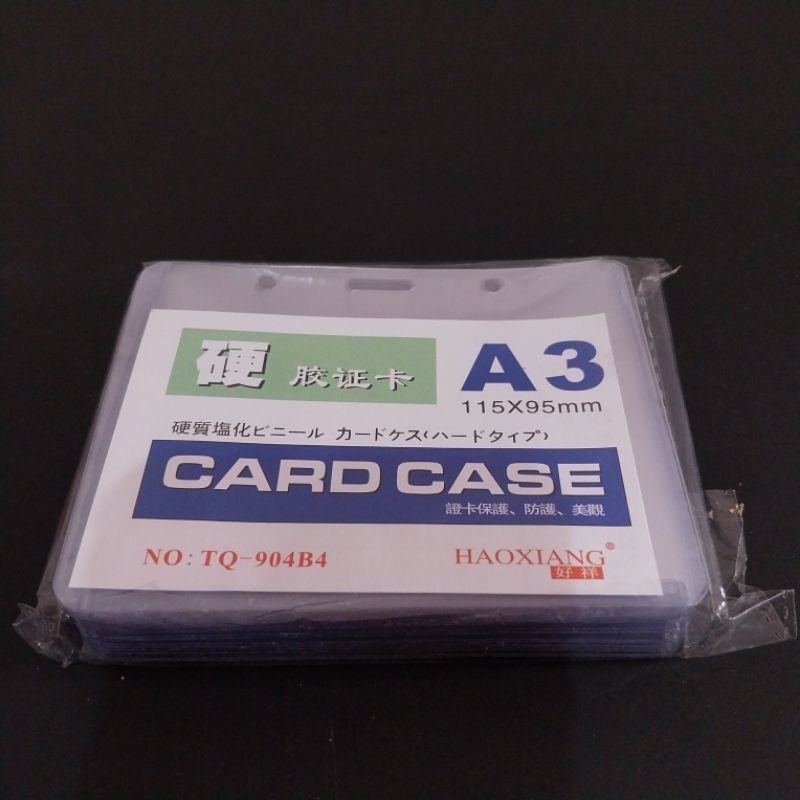 硬 胶证卡
A3
115X95mm
硬質塩化ビニール カードケス(ハードタイプ)
CARD CASE
證卡保護、防護、美觀
NO: TQ-904B4
HAOXIANG®
好祥